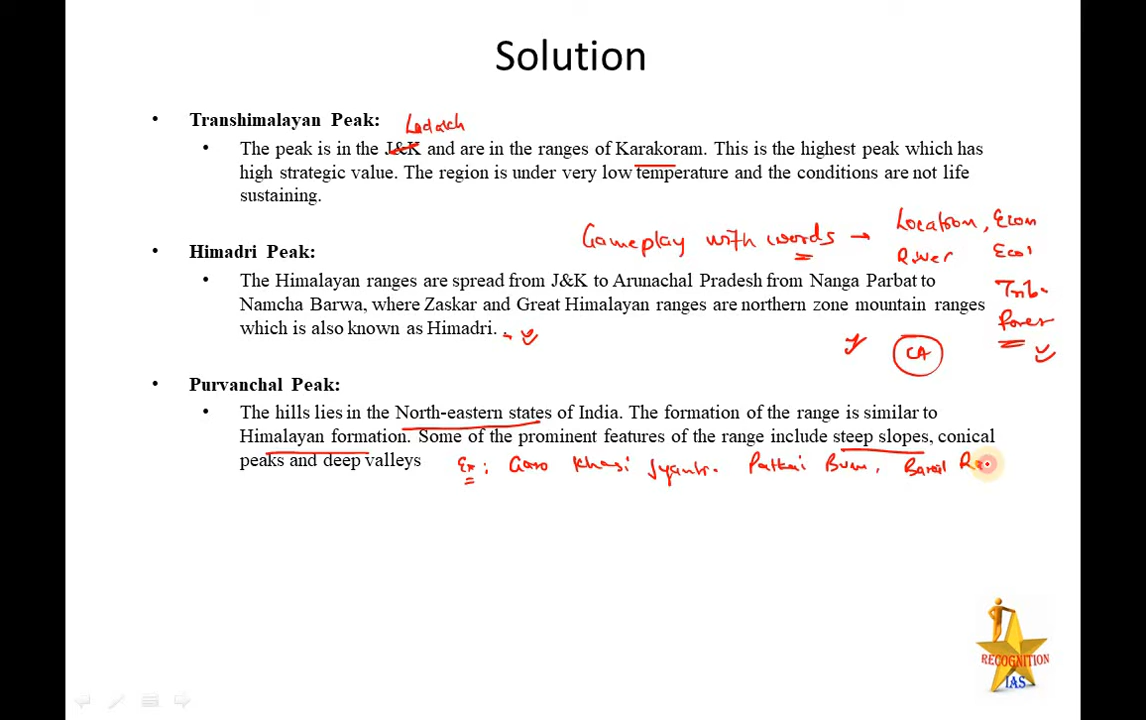 Solution
• Transhimalayan Peak:
Ladakh
• The peak is in the J&K and are in the ranges of Karakoram. This is the highest peak which has
high strategic value. The region is under very low temperature and the conditions are not life
sustaining.
Gameplay with words → Location, Econ
River Ecol
• Himadri Peak:
• The Himalayan ranges are spread from J&K to Arunachal Pradesh from Nanga Parbat to
Namcha Barwa, where Zaskar and Great Himalayan ranges are northern zone mountain ranges
which is also known as Himadri.
CA
• Purvanchal Peak:
• The hills lies in the North-eastern states of India. The formation of the range is similar to
Himalayan formation. Some of the prominent features of the range include steep slopes, conical
peaks and deep valleys
Ex: Garo Khasi Patkai Bum, Barail
RECOGNITION
IAS